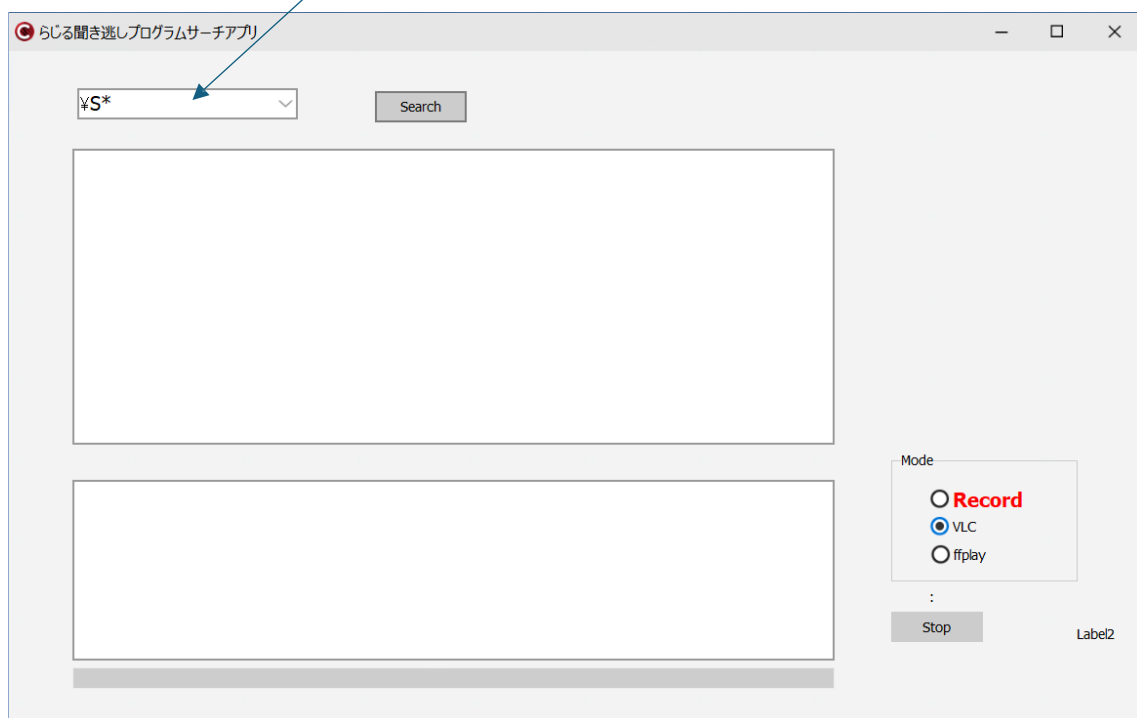 らじる聞き逃しプログラムサーチアプリ
¥S*
Search
Mode
Record
VLC
ffplay
:
Stop
Label2